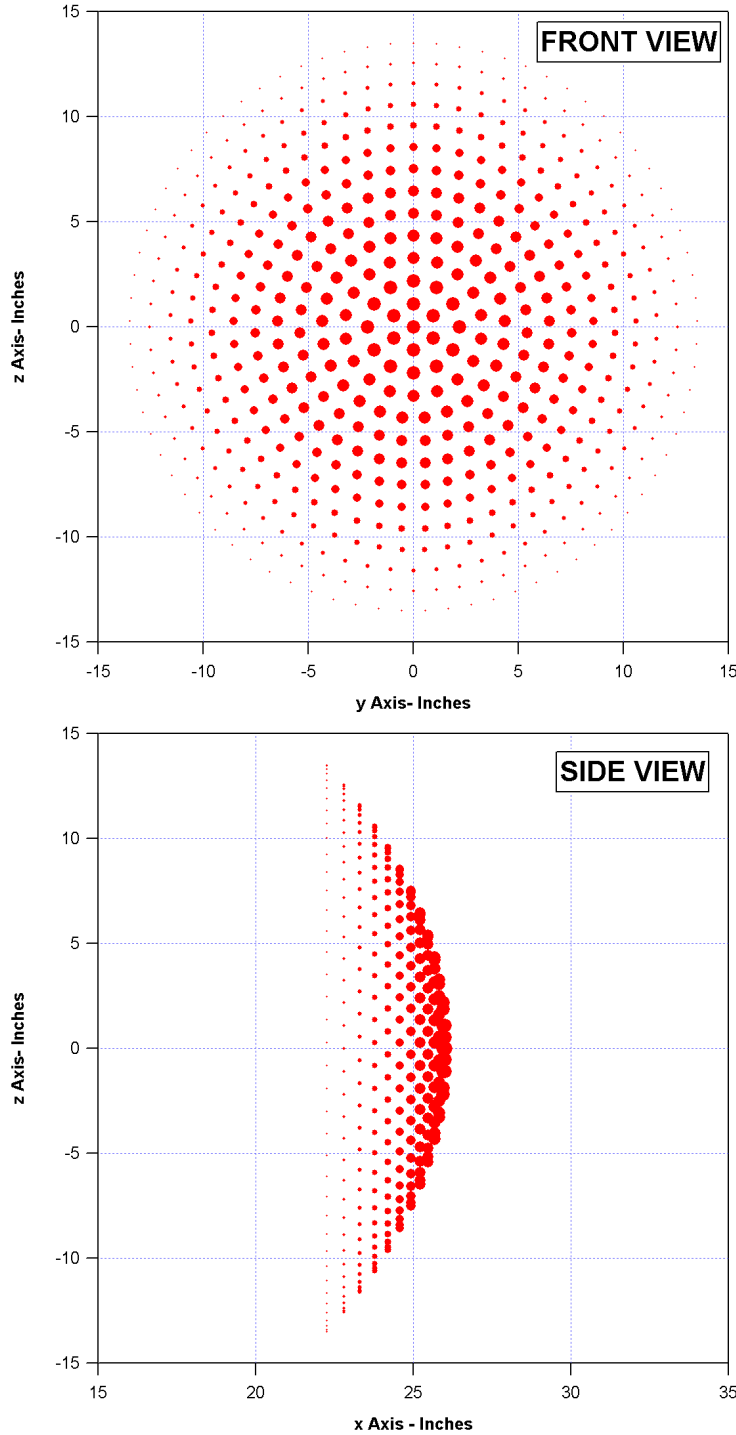 FRONT VIEW
15
10
5
0
-5
-10
-15
z Axis- Inches
-15 -10 -5 0 5 10 15
y Axis- Inches
SIDE VIEW
15
10
5
0
-5
-10
-15
z Axis- Inches
15 20 25 30 35
x Axis - Inches